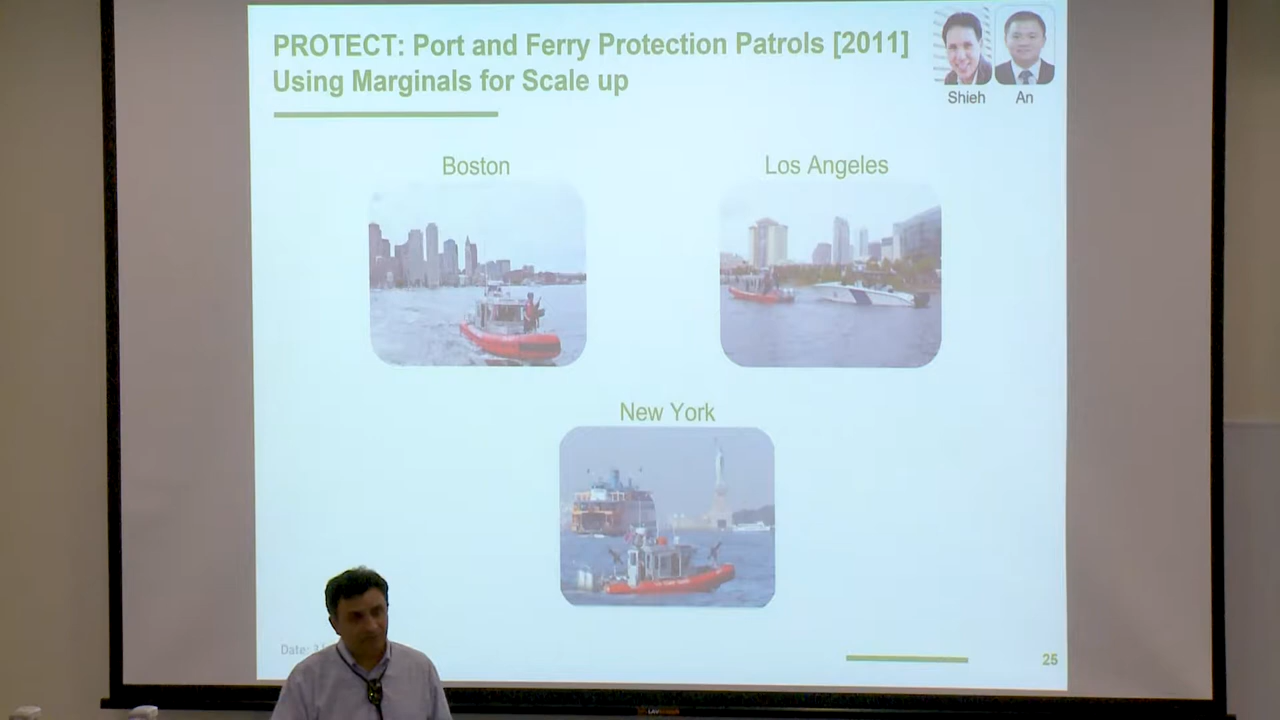 PROTECT: Port and Ferry Protection Patrols [2011]
Using Marginals for Scale up
Shieh
An
Boston
Los Angeles
New York
Date:
25